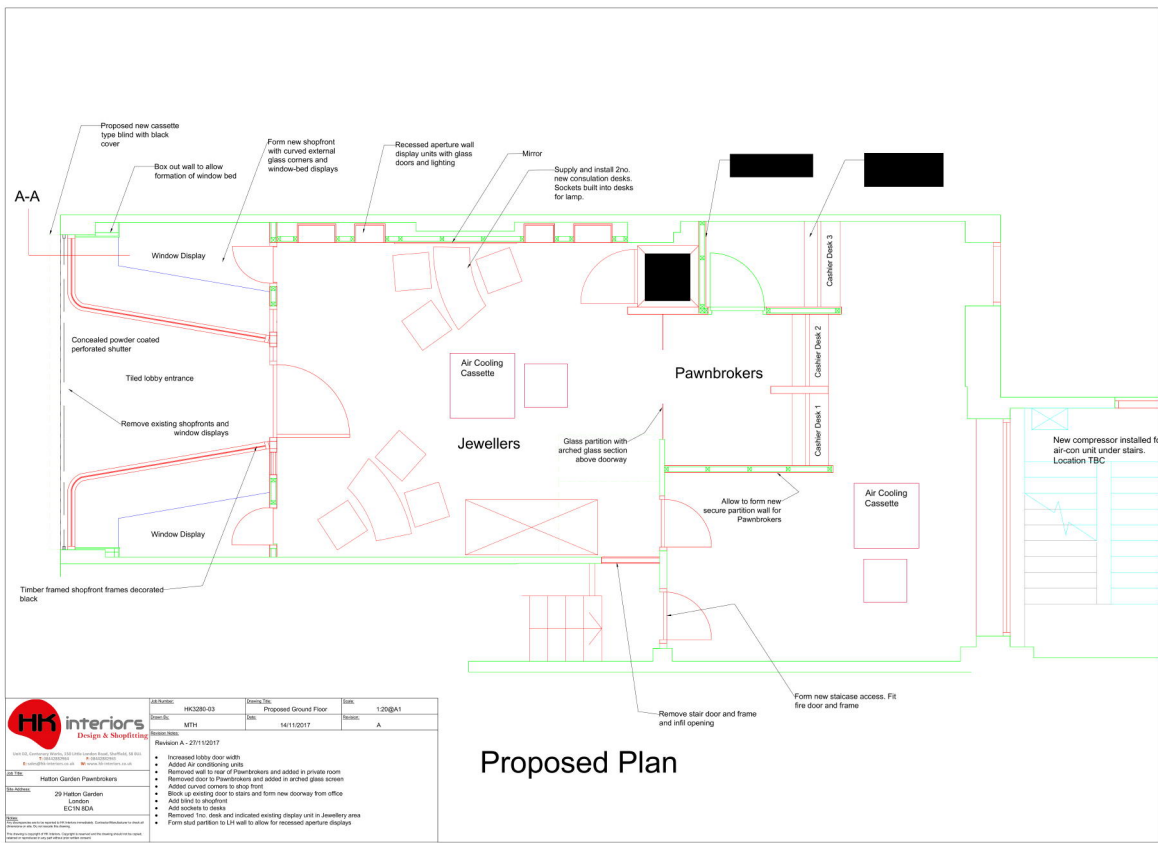 Proposed new cassette
type blind with black
cover
Box out wall to allow
formation of window bed
Form new shopfront
with curved external
glass corners and
window-bed displays
Recessed aperture wall
display units with glass
doors and lighting
Mirror
Supply and install 2no.
new consulation desks.
Sockets built into desks
for lamp.
A-A
Window Display
Concealed powder coated
perforated shutter
Tiled lobby entrance
Remove existing shopfronts and
window displays
Window Display
Timber framed shopfront frames decorated
black
Air Cooling
Cassette
Jewellers
Pawnbrokers
Glass partition with
arched glass section
above doorway
Cashier Desk 3
Cashier Desk 2
Cashier Desk 1
Allow to form new
secure partition wall for
Pawnbrokers
Air Cooling
Cassette
New compressor installed fo
air-con unit under stairs.
Location TBC
Form new staicase access. Fit
fire door and frame
Remove stair door and frame
and infil opening
Proposed Plan
HK interiors
Design & Shopfitting
Job Number:
HK3280-03
Drawing Title:
Proposed Ground Floor
Scale:
1:20@A1
Drawn By:
MTH
Date:
14/11/2017
Revision:
A
Revision Notes:
Revision A - 27/11/2017
• Increased lobby door width
• Added Air conditioning units
• Removed wall to rear of Pawnbrokers and added in private room
• Removed door to Pawnbrokers and added in arched glass screen
• Added curved corners to shop front
• Block up existing door to stairs and form new doorway from office
• Add blind to shopfront
• Add sockets to desks
• Removed 1no. desk and indicated existing display unit in Jewellery area
• Form stud partition to LH wall to allow for recessed aperture displays
Job Title:
Hatton Garden Pawnbrokers
Site Address:
29 Hatton Garden
London
EC1N 8DA
Notes: